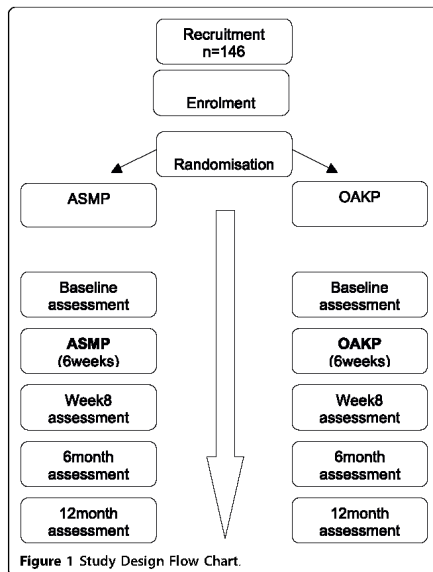 Recruitment
n=146
Enrolment
Randomisation
ASMP
OAKP
Baseline
assessment
ASMP
(6weeks)
Week8
assessment
6month
assessment
12month
assessment
Baseline
assessment
OAKP
(6weeks)
Week8
assessment
6month
assessment
12month
assessment
Figure 1 Study Design Flow Chart.